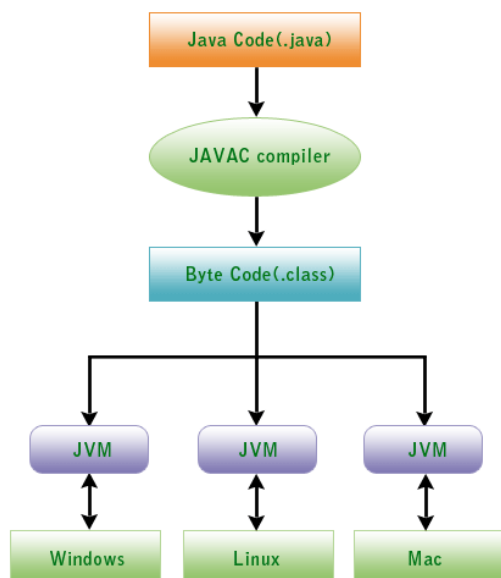 Java Code(.java)
JAVAC compiler
Byte Code(.class)
JVM
JVM
JVM
Windows
Linux
Mac